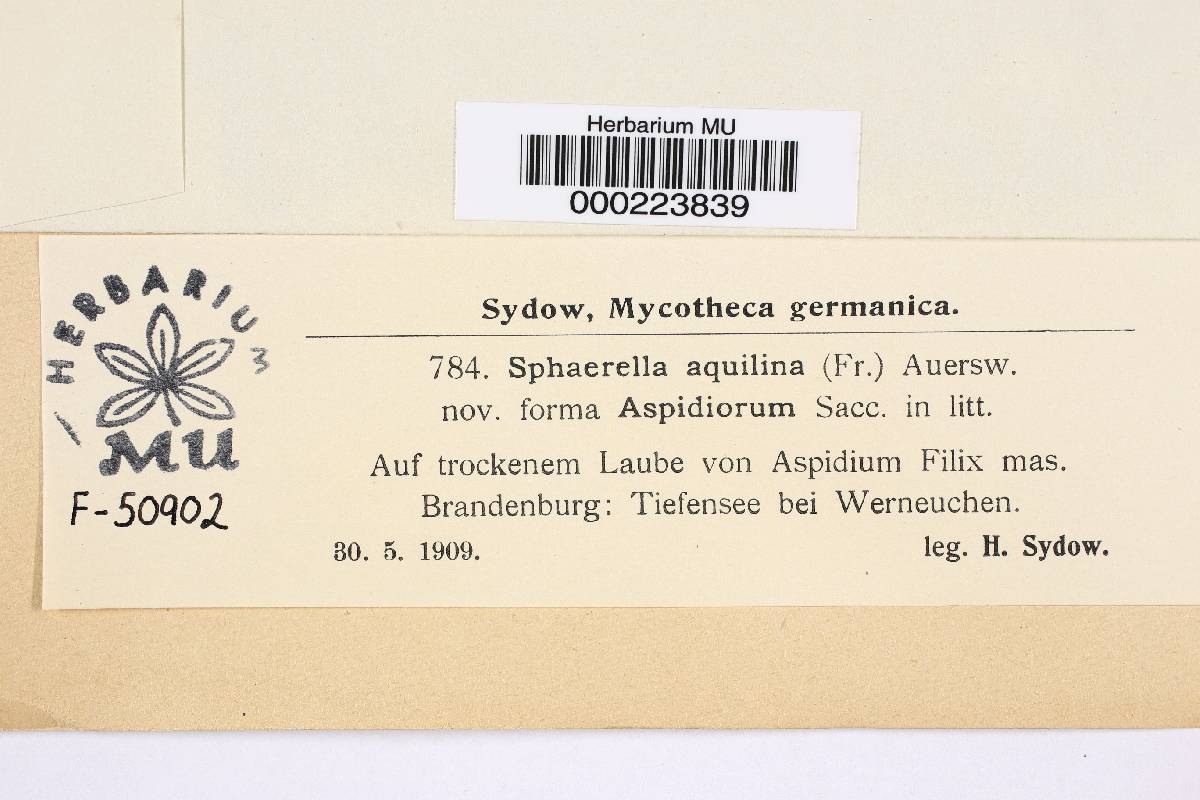 Herbarium MU
000223839
HERBARIUM
MU
F-50902
Sydow, Mycotheca germanica.
784. Sphaerella aquilina (Fr.) Auersw.
nov. forma Aspidiorum Sacc. in litt.
Auf trockenem Laube von Aspidium Filix mas.
Brandenburg: Tiefensee bei Werneuchen.
30. 5. 1909.
leg. H. Sydow.